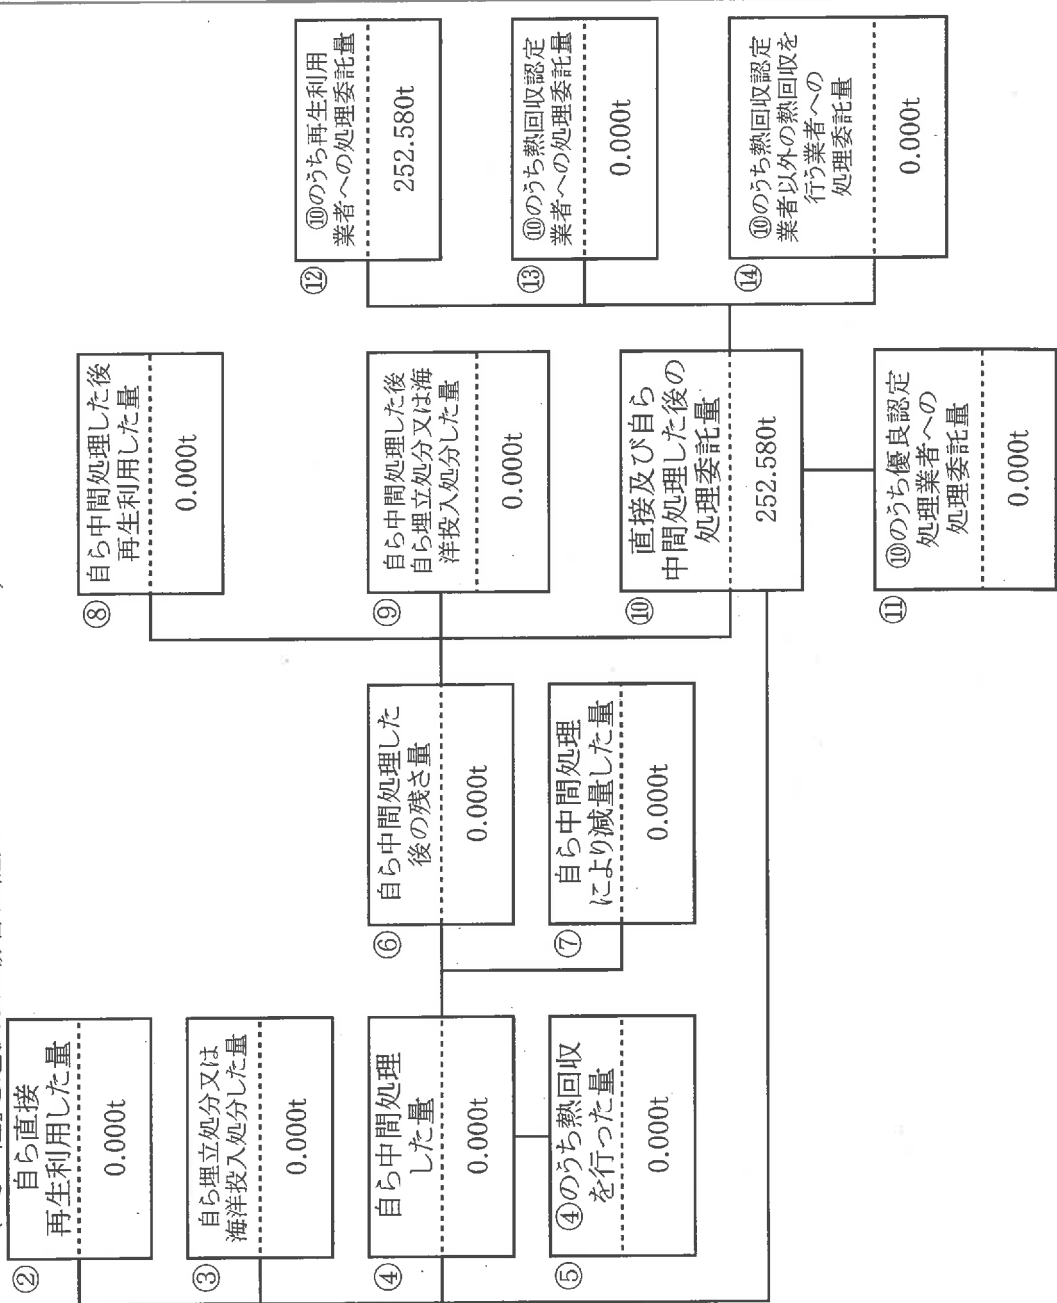 ②
自ら直接
再生利用した量
0.000t
③
自ら埋立処分又は
海洋投入処分した量
0.000t
④
自ら中間処理
した量
0.000t
⑤
④のうち熱回収
を行った量
0.000t
⑥
自ら中間処理した
後の残さ量
0.000t
⑦
自ら中間処理
により減量した量
0.000t
⑧
自ら中間処理した後
再生利用した量
0.000t
⑨
自ら中間処理した後
自ら埋立処分又は海
洋投入処分した量
0.000t
⑩
直接及び自ら
中間処理した後の
処理委託量
252.580t
⑪
⑩のうち優良認定
処理業者への
処理委託量
0.000t
⑫
⑩のうち再生利用
業者への処理委託量
252.580t
⑬
⑩のうち熱回収認定
業者への処理委託量
0.000t
⑭
⑩のうち熱回収認定
業者以外の熱回収を
行う業者への
処理委託量
0.000t